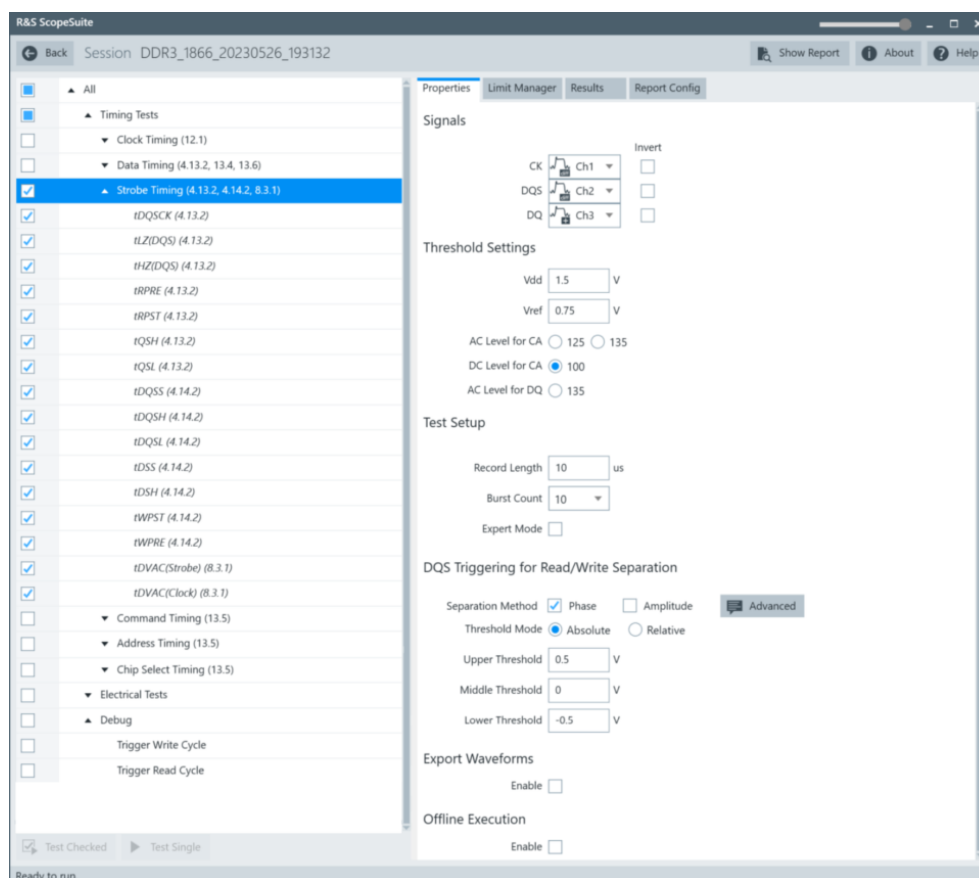 R&S ScopeSuite
Back Session DDR3_1866_20230526_193132 Show Report About Help
All
Timing Tests
Clock Timing (12.1)
Data Timing (4.13.2, 13.4, 13.6)
Strobe Timing (4.13.2, 4.14.2, 8.3.1)
tDQSCK (4.13.2)
tLZ(DQS) (4.13.2)
tHZ(DQS) (4.13.2)
tRPRE (4.13.2)
tRPST (4.13.2)
tQSH (4.13.2)
tQSL (4.13.2)
tDQSS (4.14.2)
tDQSH (4.14.2)
tDQSL (4.14.2)
tDSS (4.14.2)
tDSH (4.14.2)
tWPST (4.14.2)
tWPRE (4.14.2)
tDVAC(Strobe) (8.3.1)
tDVAC(Clock) (8.3.1)
Command Timing (13.5)
Address Timing (13.5)
Chip Select Timing (13.5)
Electrical Tests
Debug
Trigger Write Cycle
Trigger Read Cycle
Test Checked Test Single
Properties Limit Manager Results Report Config
Signals
Invert
CK Ch1
DQS Ch2
DQ Ch3
Threshold Settings
Vdd 1.5 V
Vref 0.75 V
AC Level for CA 125 135
DC Level for CA 100
AC Level for DQ 135
Test Setup
Record Length 10 us
Burst Count 10
Expert Mode
DQS Triggering for Read/Write Separation
Separation Method Phase Amplitude Advanced
Threshold Mode Absolute Relative
Upper Threshold 0.5 V
Middle Threshold 0 V
Lower Threshold -0.5 V
Export Waveforms
Enable
Offline Execution
Enable
Ready to run